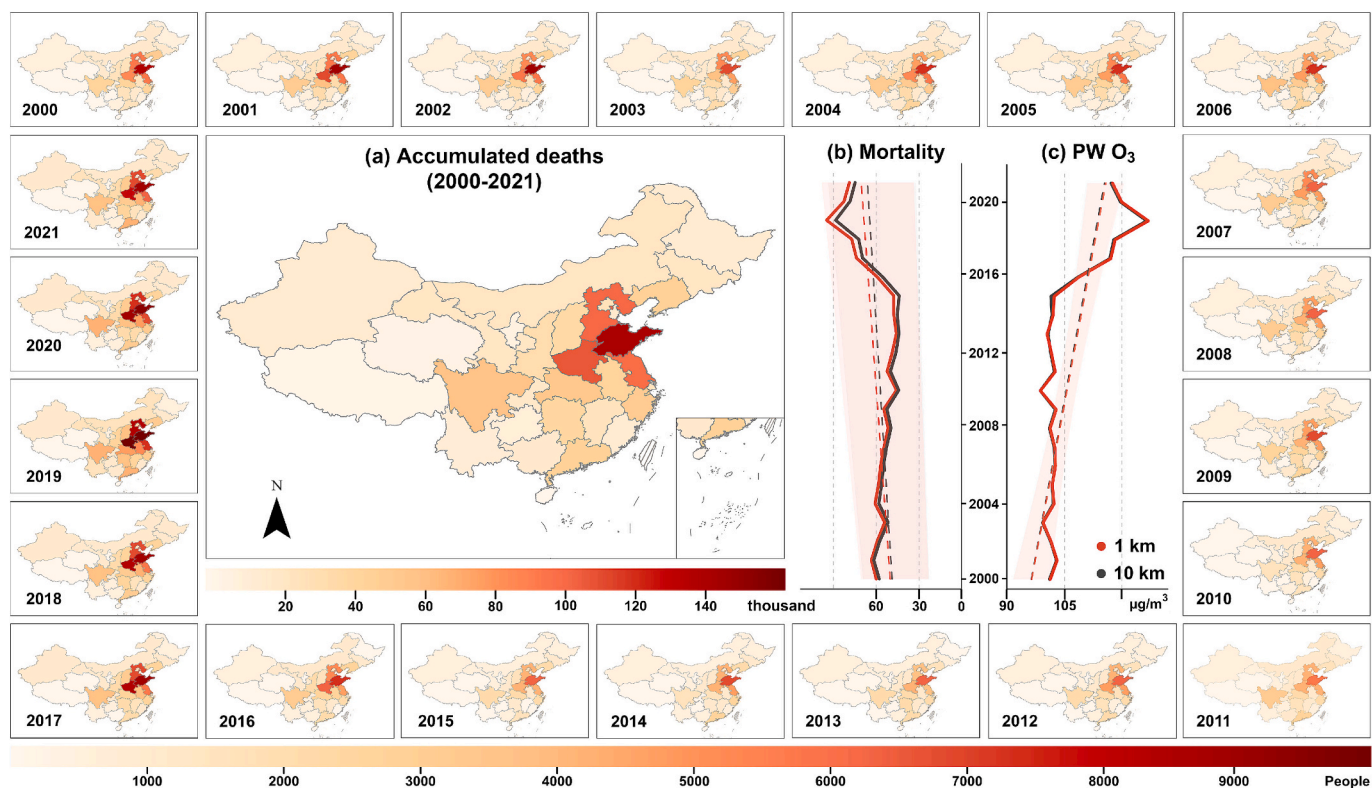 2000
2001
2002
2003
2004
2005
2006
2021
(a) Accumulated deaths
(2000-2021)
(b) Mortality
(c) PW O₃
2007
2020
2020
2016
2012
2008
2004
2000
2008
2019
2009
N
1 km
10 km
2018
20 40 60 80 100 120 140 thousand
60 30 0
90 105 μg/m³
2010
2017
2016
2015
2014
2013
2012
2011
1000 2000 3000 4000 5000 6000 7000 8000 9000 People